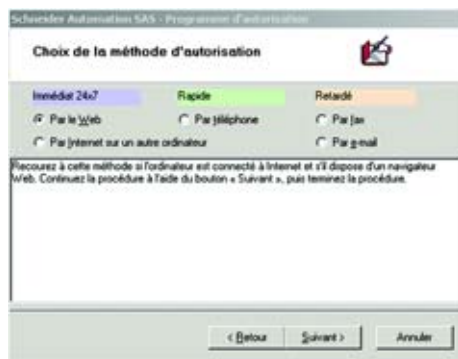 Schneider Automation SAS - Programme d'autorisation
Choix de la méthode d'autorisation
Immédiat 24x7 Rapide Retardé
Par le Web Par téléphone Par fax
Par Internet sur un autre ordinateur Par e-mail
Recourez à cette méthode si l'ordinateur est connecté à Internet et s'il dispose d'un navigateur
Web. Continuez la procédure à l'aide du bouton « Suivant », puis terminez la procédure.
< Retour Suivant > Annuler